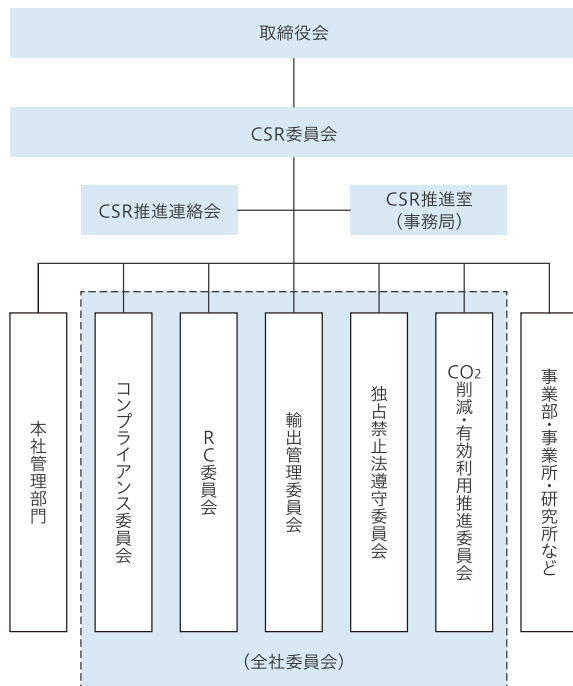 取締役会
CSR委員会
CSR推進連絡会
CSR推進室
（事務局）
本社管理部門
コンプライアンス委員会
RC委員会
輸出管理委員会
独占禁止法遵守委員会
CO₂削減・有効利用推進委員会
事業部・事業所・研究所など
（全社委員会）